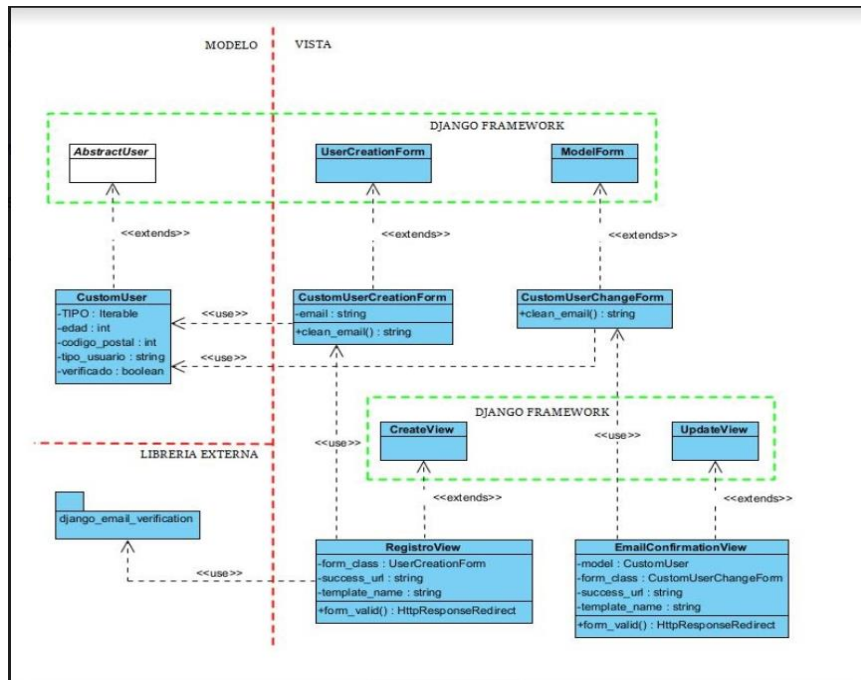 MODELO
VISTA
DJANGO FRAMEWORK
AbstractUser
UserCreationForm
ModelForm
<<extends>>
<<extends>>
<<extends>>
CustomUser
-TIPO : Iterable
-edad : int
-codigo_postal : int
-tipo_usuario : string
-verificado : boolean
<<use>>
CustomUserCreationForm
-email : string
+clean_email() : string
CustomUserChangeForm
+clean_email() : string
<<use>>
DJANGO FRAMEWORK
CreateView
UpdateView
<<use>>
<<use>>
LIBRERIA EXTERNA
django_email_verification
<<extends>>
<<extends>>
<<use>>
RegistroView
-form_class : UserCreationForm
-success_url : string
-template_name : string
+form_valid() : HttpResponseRedirect
EmailConfirmationView
-model : CustomUser
-form_class : CustomUserChangeForm
-success_url : string
-template_name : string
+form_valid() : HttpResponseRedirect